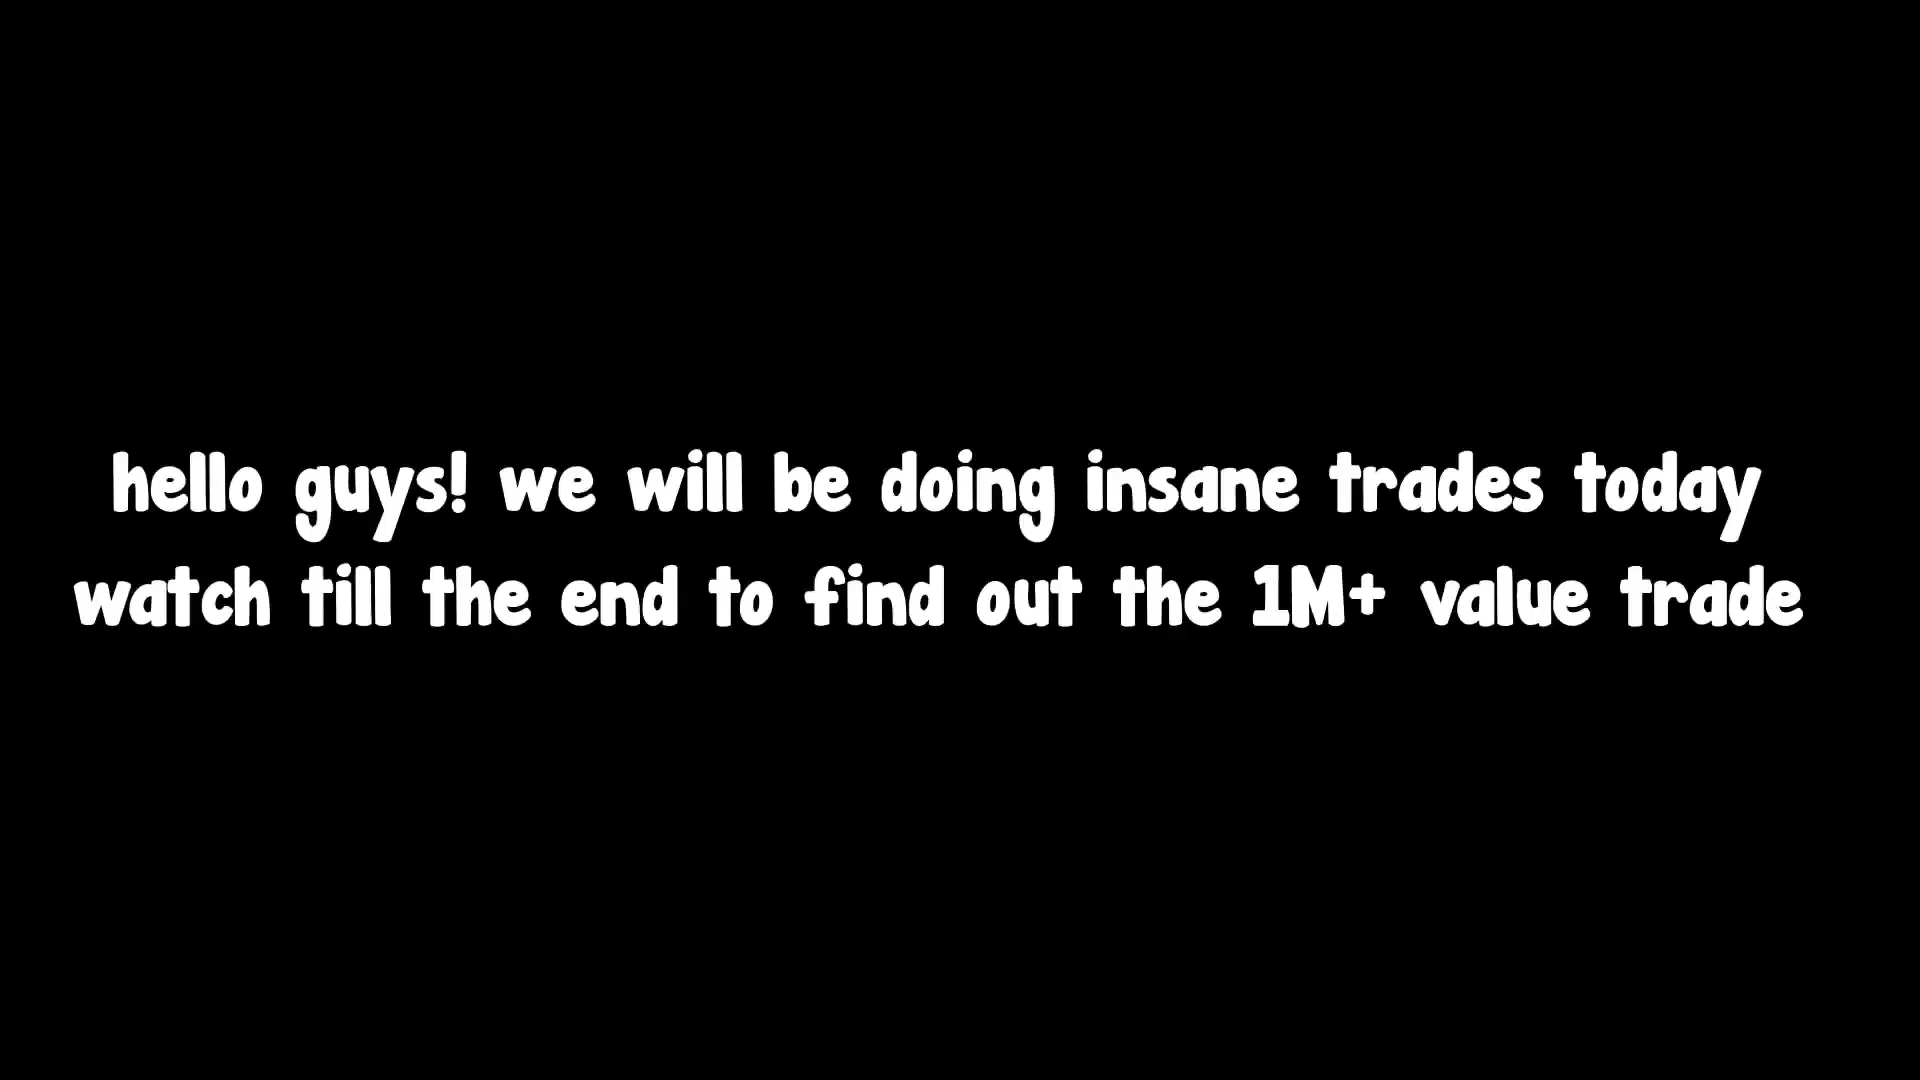 hello guys! we will be doing insane trades today
watch till the end to find out the 1M+ value trade